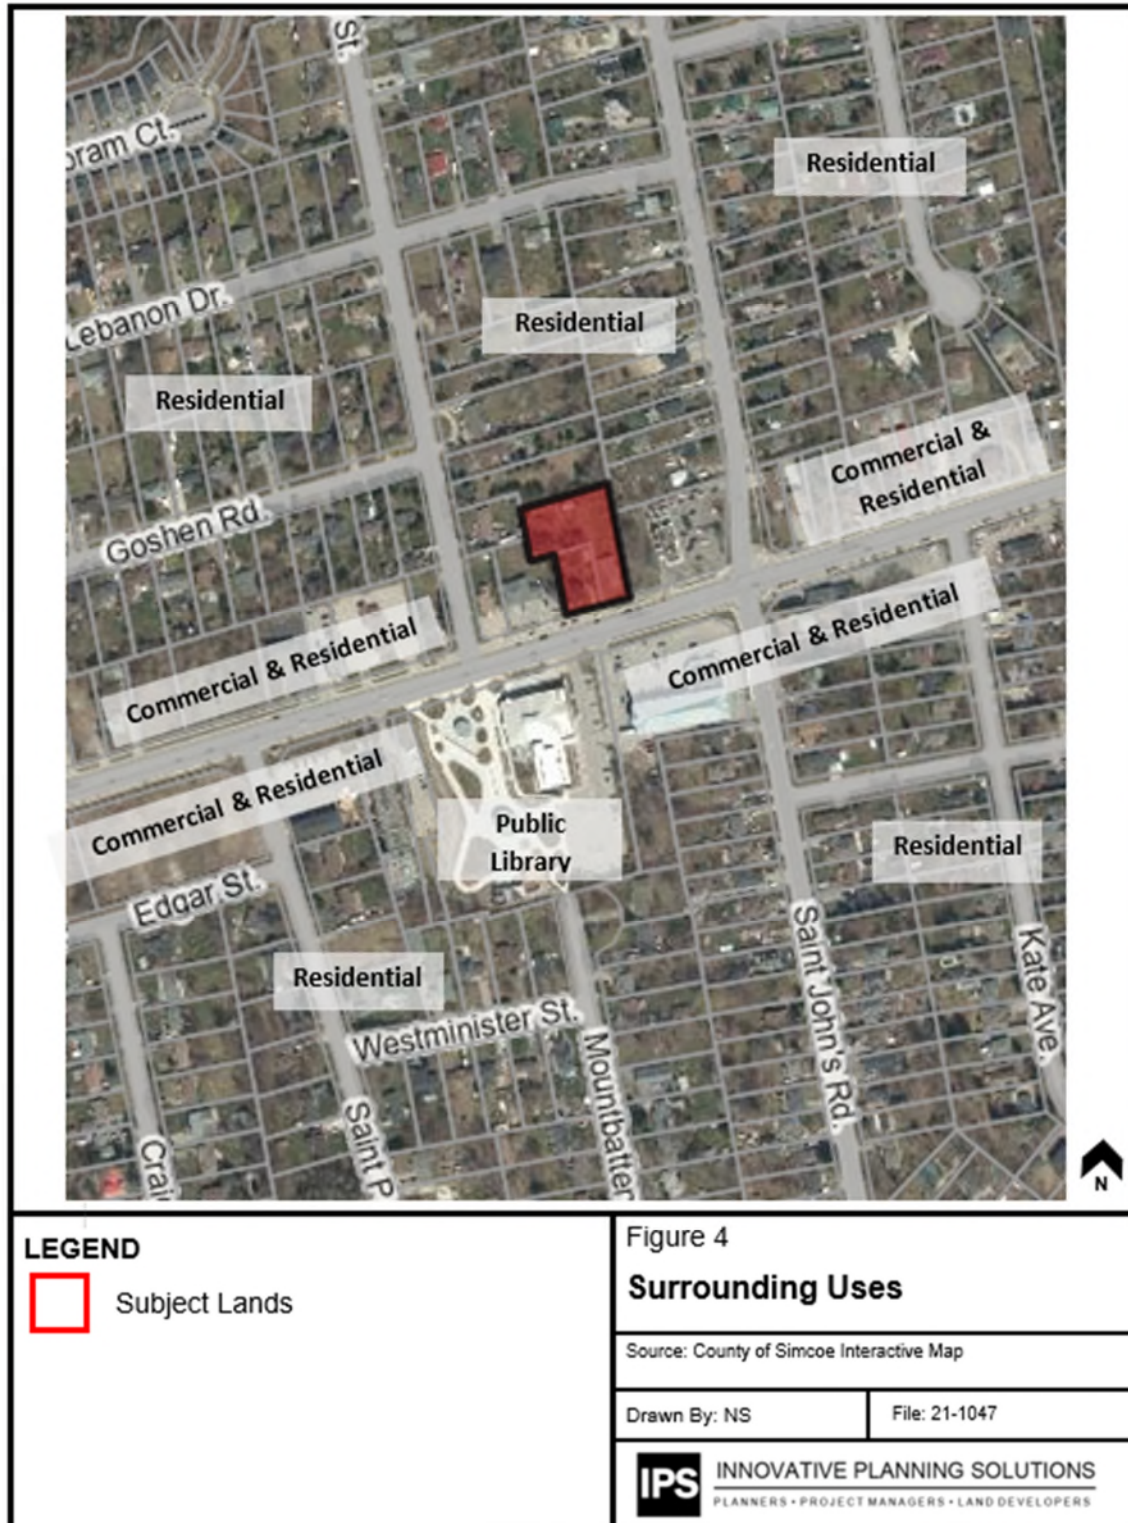 St.
oram Ct.
Residential
Lebanon Dr.
Residential
Residential
Commercial &
Residential
Goshen Rd.
Commercial & Residential
Commercial & Residential
Commercial & Residential
Public
Library
Residential
Edgar St.
Residential
Westminister St.
Saint John's Rd.
Kate Ave.
Mountbatten
Saint P
Crai
N
LEGEND
Subject Lands
Figure 4
Surrounding Uses
Source: County of Simcoe Interactive Map
Drawn By: NS
File: 21-1047
IPS
INNOVATIVE PLANNING SOLUTIONS
PLANNERS • PROJECT MANAGERS • LAND DEVELOPERS